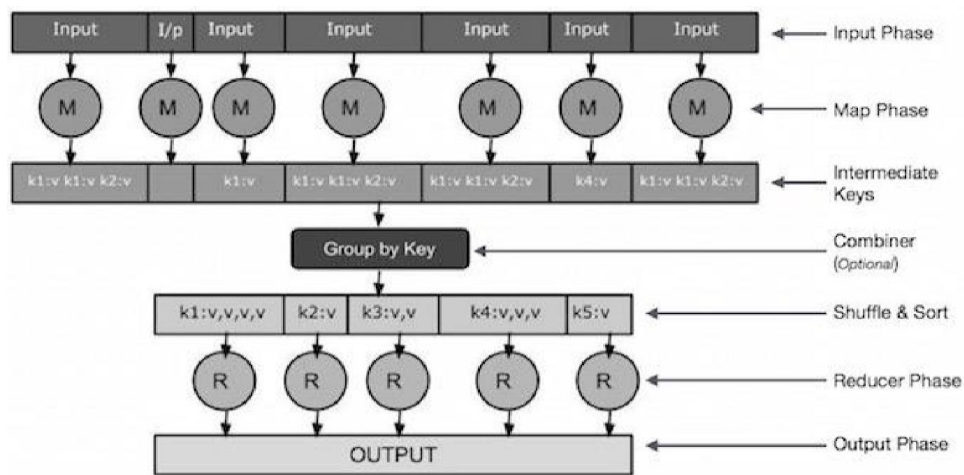 Input I/p Input Input Input Input Input
Input Phase
M M M M M M M
Map Phase
k1:v k1:v k2:v k1:v k1:v k1:v k2:v k1:v k1:v k2:v k4:v k1:v k1:v k2:v
Intermediate
Keys
Group by Key
Combiner
(Optional)
k1:v,v,v,v k2:v k3:v,v k4:v,v,v k5:v
Shuffle & Sort
R R R R R
Reducer Phase
OUTPUT
Output Phase